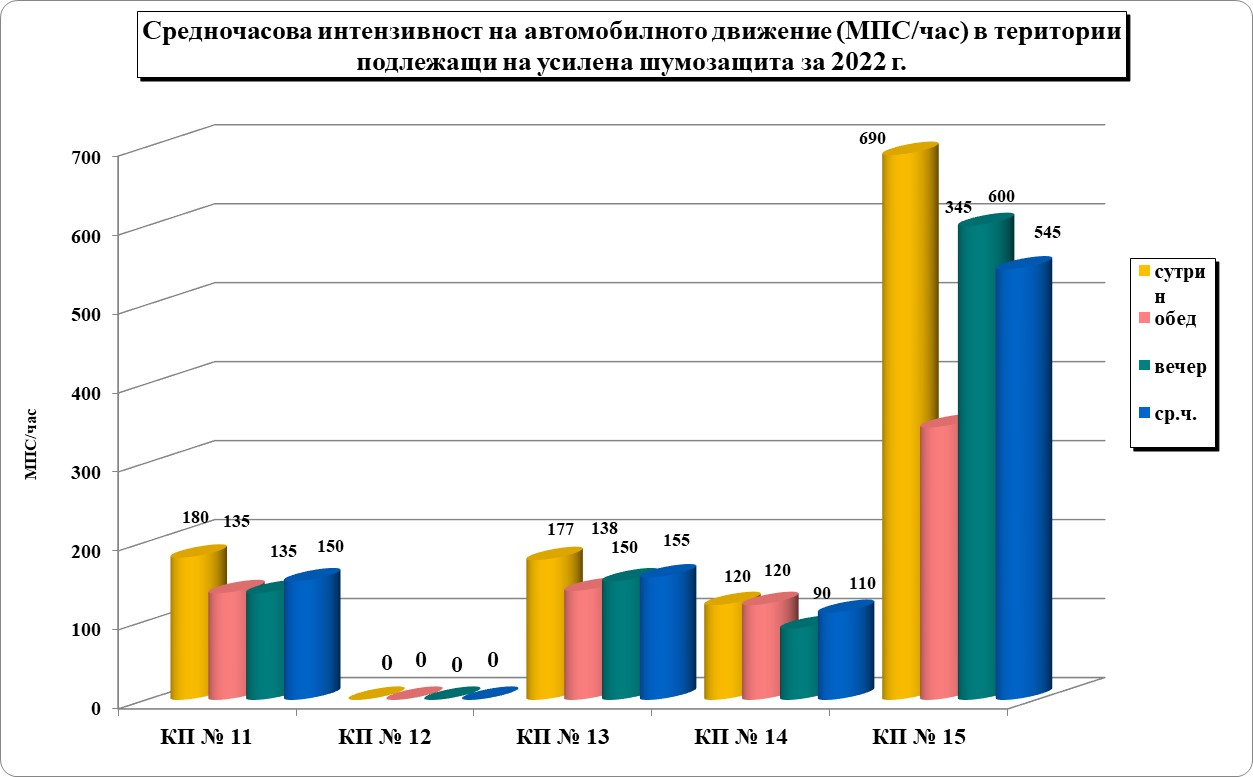 Средночасова интензивност на автомобилното движение (МПС/час) в територии
подлежащи на усилена шумозащита за 2022 г.
МПС/час
700
600
500
400
300
200
100
0
180
135
135
150
0
0
0
0
177
138
150
155
120
120
90
110
690
345
600
545
КП № 11
КП № 12
КП № 13
КП № 14
КП № 15
сутри
н
обед
вечер
ср.ч.